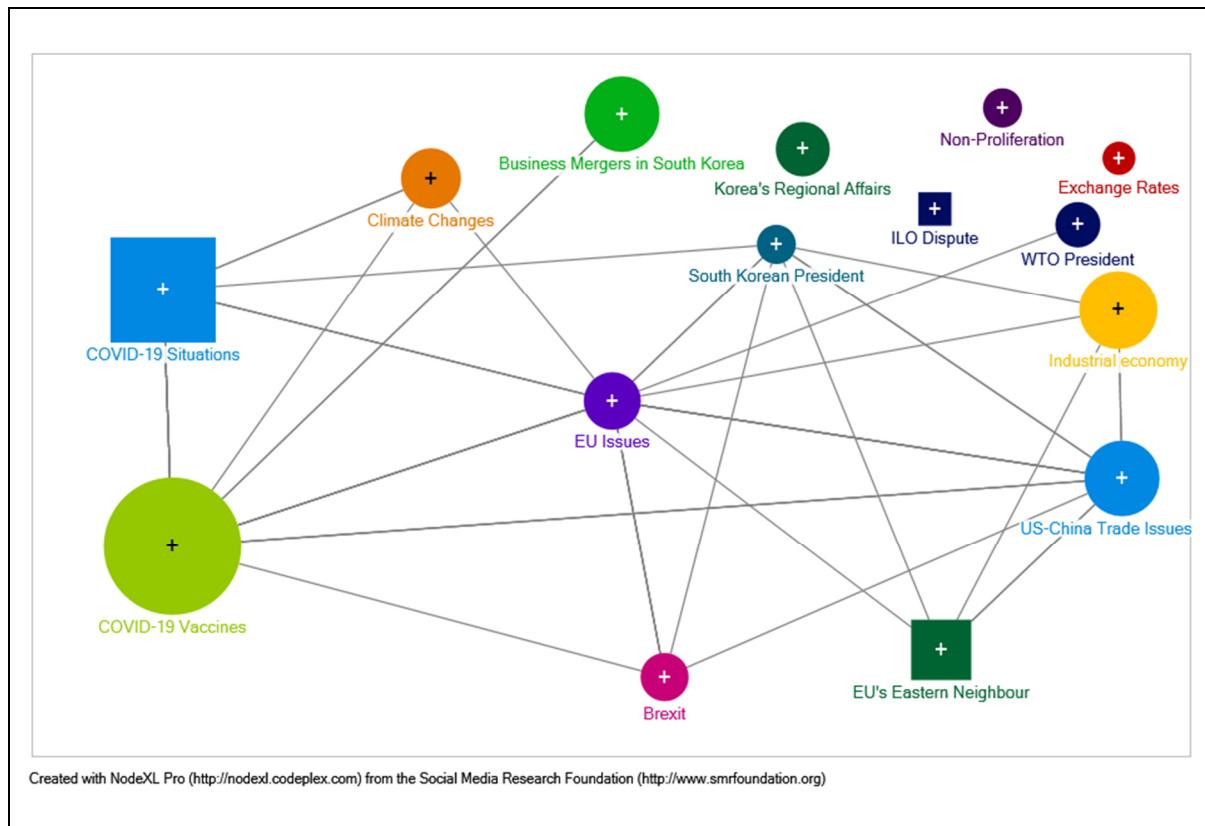 Business Mergers in South Korea
Non-Proliferation
Korea's Regional Affairs
Exchange Rates
Climate Changes
ILO Dispute
WTO President
South Korean President
COVID-19 Situations
Industrial economy
EU Issues
US-China Trade Issues
COVID-19 Vaccines
EU's Eastern Neighbour
Brexit
Created with NodeXL Pro (http://nodexl.codeplex.com) from the Social Media Research Foundation (http://www.smrfoundation.org)